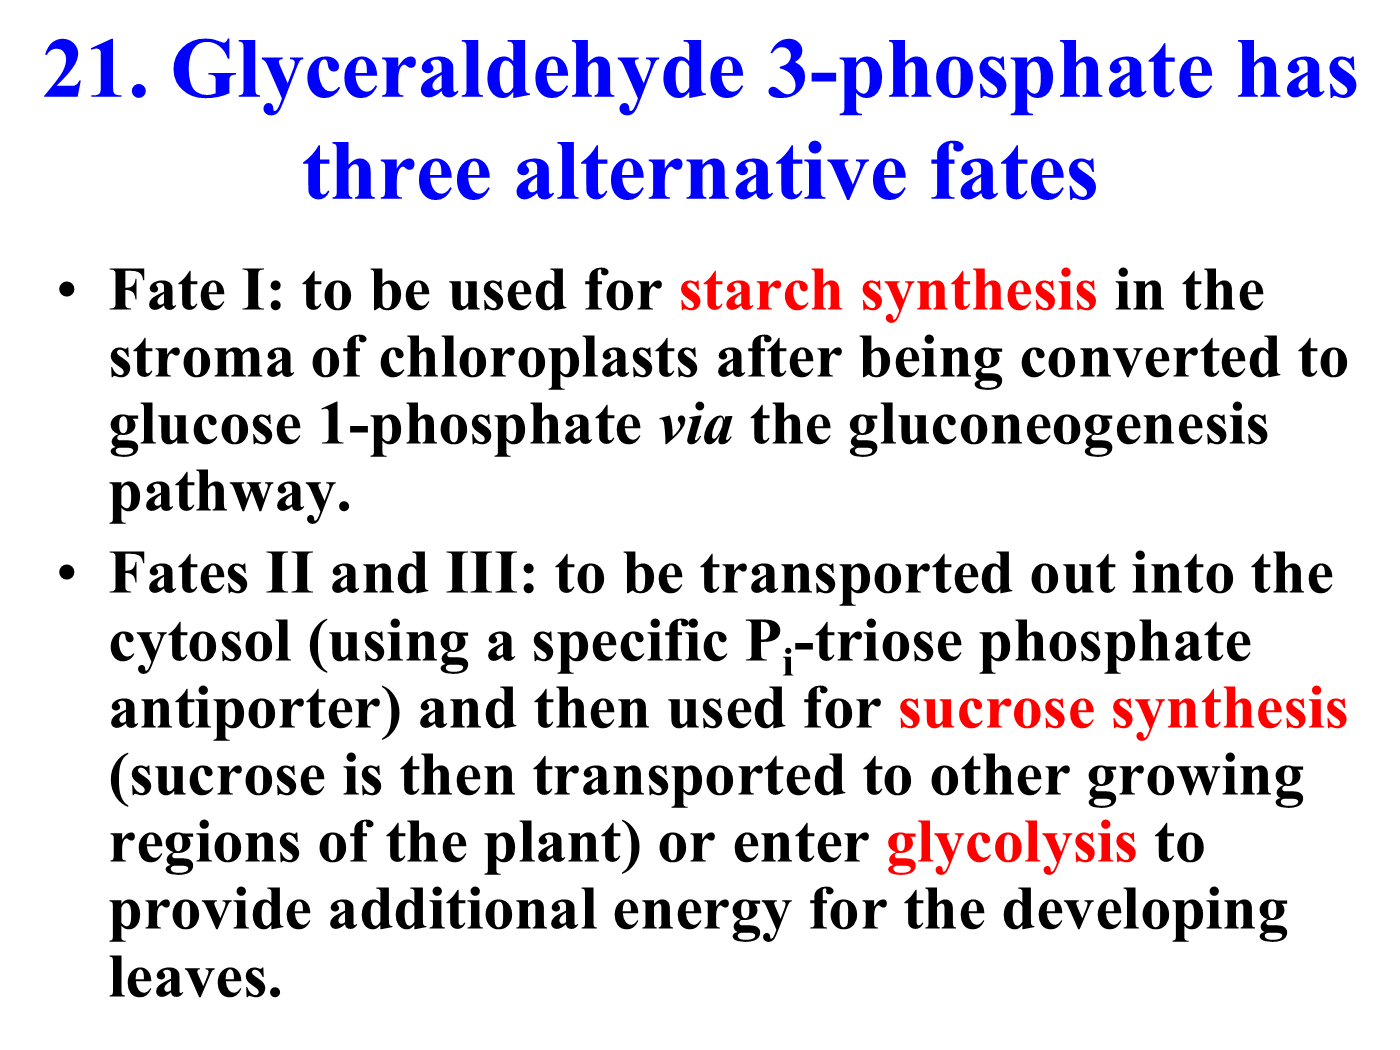 21. Glyceraldehyde 3-phosphate has
three alternative fates
• Fate I: to be used for starch synthesis in the
stroma of chloroplasts after being converted to
glucose 1-phosphate via the gluconeogenesis
pathway.
• Fates II and III: to be transported out into the
cytosol (using a specific Pi-triose phosphate
antiporter) and then used for sucrose synthesis
(sucrose is then transported to other growing
regions of the plant) or enter glycolysis to
provide additional energy for the developing
leaves.